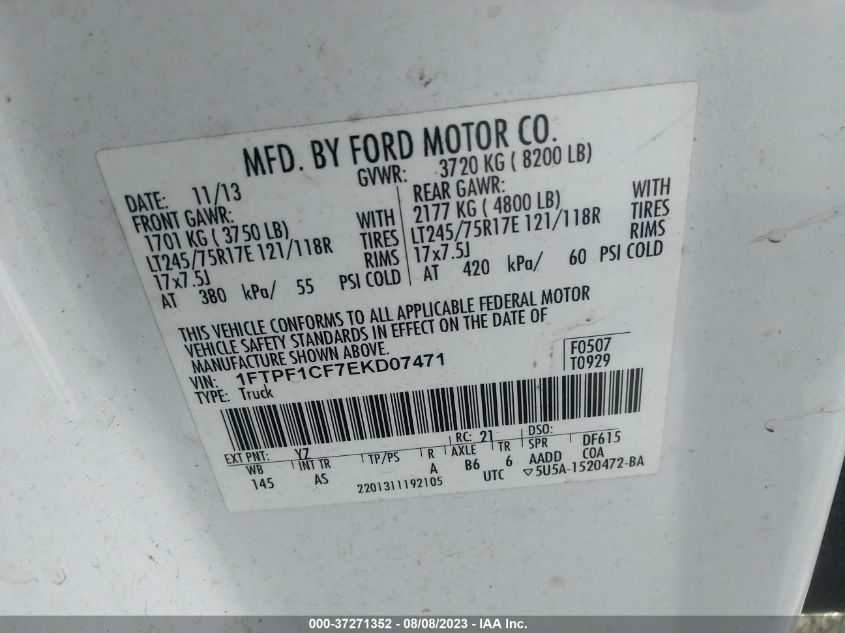 MFD. BY FORD MOTOR CO.
DATE: 11/13 GVWR: 3720 KG ( 8200 LB)
FRONT GAWR: REAR GAWR:
1701 KG ( 3750 LB) WITH 2177 KG ( 4800 LB) WITH
LT245/75R17E 121/118R TIRES LT245/75R17E 121/118R TIRES
17x7.5J RIMS 17x7.5J RIMS
AT 380 kPa/ 55 PSI COLD AT 420 kPa/ 60 PSI COLD
THIS VEHICLE CONFORMS TO ALL APPLICABLE FEDERAL MOTOR
VEHICLE SAFETY STANDARDS IN EFFECT ON THE DATE OF
MANUFACTURE SHOWN ABOVE.
VIN: 1FTPF1CF7EKD07471 F0507
TYPE: Truck T0929
EXT PNT: YZ RC: 21 DSO:
WB INT TR TP/PS R AXLE TR SPR DF615
145 AS A B6 6 AADD COA
2201311192105 UTC ▽5U5A-1520472-BA
000-37271352 - 08/08/2023 - IAA Inc.